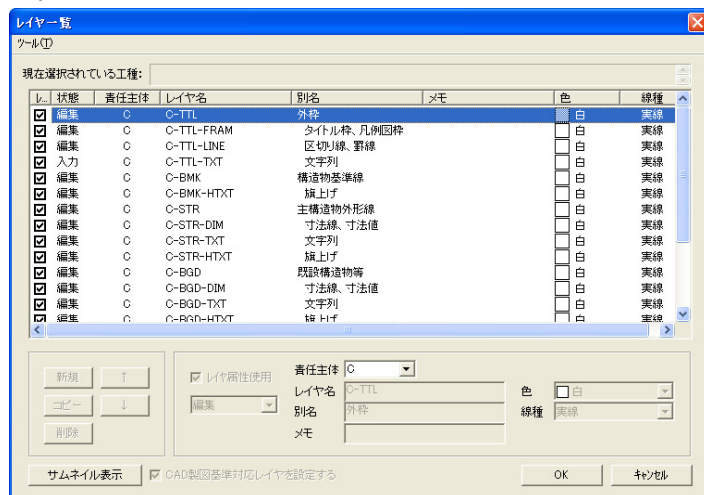 レイヤ一覧
ツール(T)
現在選択されている工種:
レ... 状態 責任主体 レイヤ名 別名 メモ 色 線種
編集 C C-TTL 外枠 白 実線
編集 C C-TTL-FRAM タイトル枠、凡例図枠 白 実線
編集 C C-TTL-LINE 区切り線、罫線 白 実線
入力 C C-TTL-TXT 文字列 白 実線
編集 C C-BMK 構造物基準線 白 実線
編集 C C-BMK-HTXT 旗上げ 白 実線
編集 C C-STR 主構造物外形線 白 実線
編集 C C-STR-DIM 寸法線、寸法値 白 実線
編集 C C-STR-TXT 文字列 白 実線
編集 C C-STR-HTXT 旗上げ 白 実線
編集 C C-BGD 既設構造物等 白 実線
編集 C C-BGD-DIM 寸法線、寸法値 白 実線
編集 C C-BGD-TXT 文字列 白 実線
編集 C C-BGD-HTXT 旗上げ 白 実線
新規 ↑ レイヤ属性使用 責任主体 C
コピー ↓ 編集 レイヤ名 C-TTL 色 白
削除 別名 外枠 線種 実線
メモ
サムネイル表示 CAD製図基準対応レイヤを設定する OK キャンセル